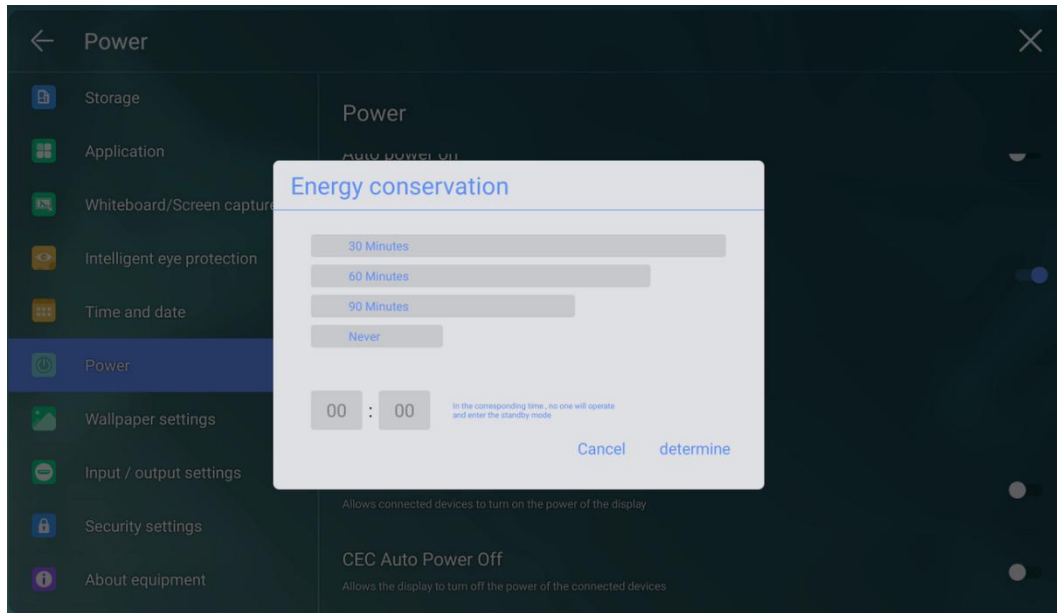 Power
Storage
Application
Whiteboard/Screen capture
Intelligent eye protection
Time and date
Power
Wallpaper settings
Input / output settings
Security settings
About equipment
Power
Auto power off
Energy conservation
30 Minutes
60 Minutes
90 Minutes
Never
00 : 00
In the corresponding time , no one will operate
and enter the standby mode
Cancel determine
Allows connected devices to turn on the power of the display
CEC Auto Power Off
Allows the display to turn off the power of the connected devices